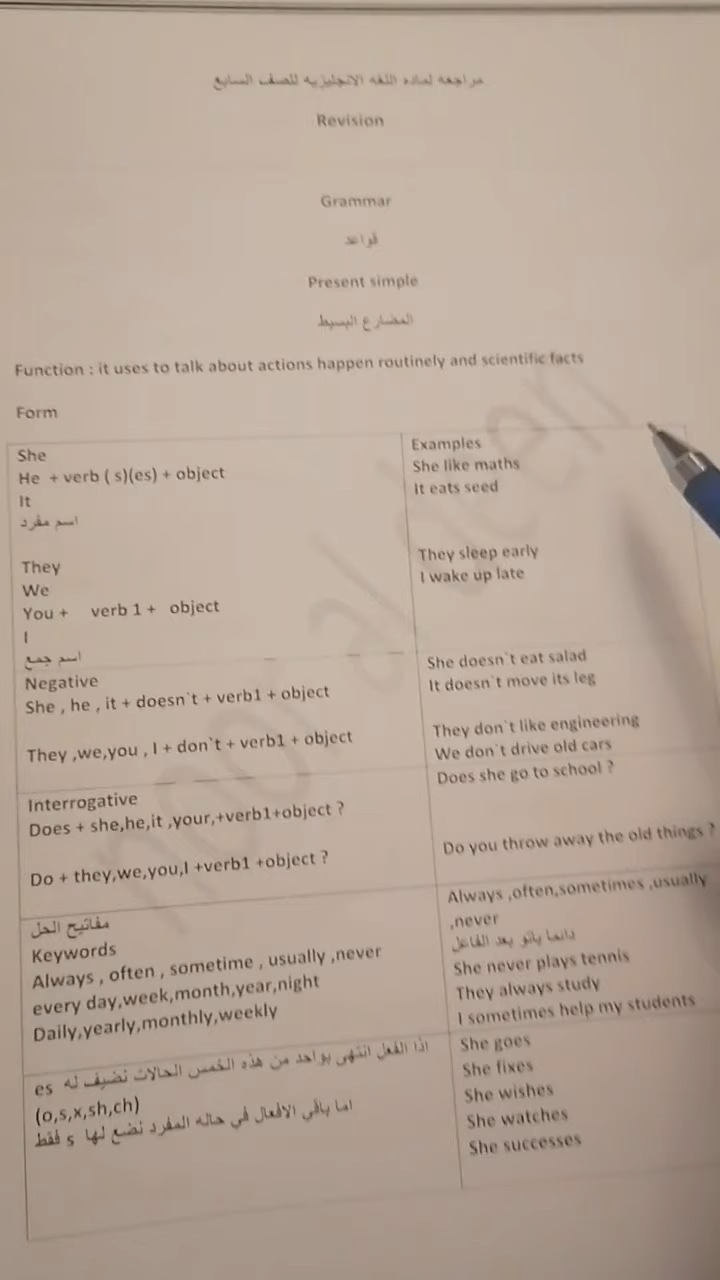 مراجعه لماده اللغه الانجليزيه للصف السابع
Revision
Grammar
قواعد
Present simple
المضارع البسيط
Function : it uses to talk about actions happen routinely and scientific facts
Form
She
He + verb ( s)(es) + object
It
اسم مفرد
They
We
You + verb 1 + object
I
اسم جمع
Examples
She like maths
It eats seed
They sleep early
I wake up late
Negative
She , he , it + doesn`t + verb1 + object
They ,we,you , I + don`t + verb1 + object
She doesn`t eat salad
It doesn`t move its leg
They don`t like engineering
We don`t drive old cars
Interrogative
Does + she,he,it ,your,+verb1+object ?
Do + they,we,you,I +verb1 +object ?
Does she go to school ?
Do you throw away the old things ?
مفاتيح الحل
Keywords
Always , often , sometime , usually ,never
every day,week,month,year,night
Daily,yearly,monthly,weekly
Always ,often,sometimes ,usually
,never
دائما ياتو بعد الفاعل
She never plays tennis
They always study
I sometimes help my students
اذا الفعل انتهى بواحد من هذه الخمس الحالات نضيف له es
(o,s,x,sh,ch)
اما باقي الافعال في حاله المفرد نضع لها s فقط
She goes
She fixes
She wishes
She watches
She successes
noor al deen